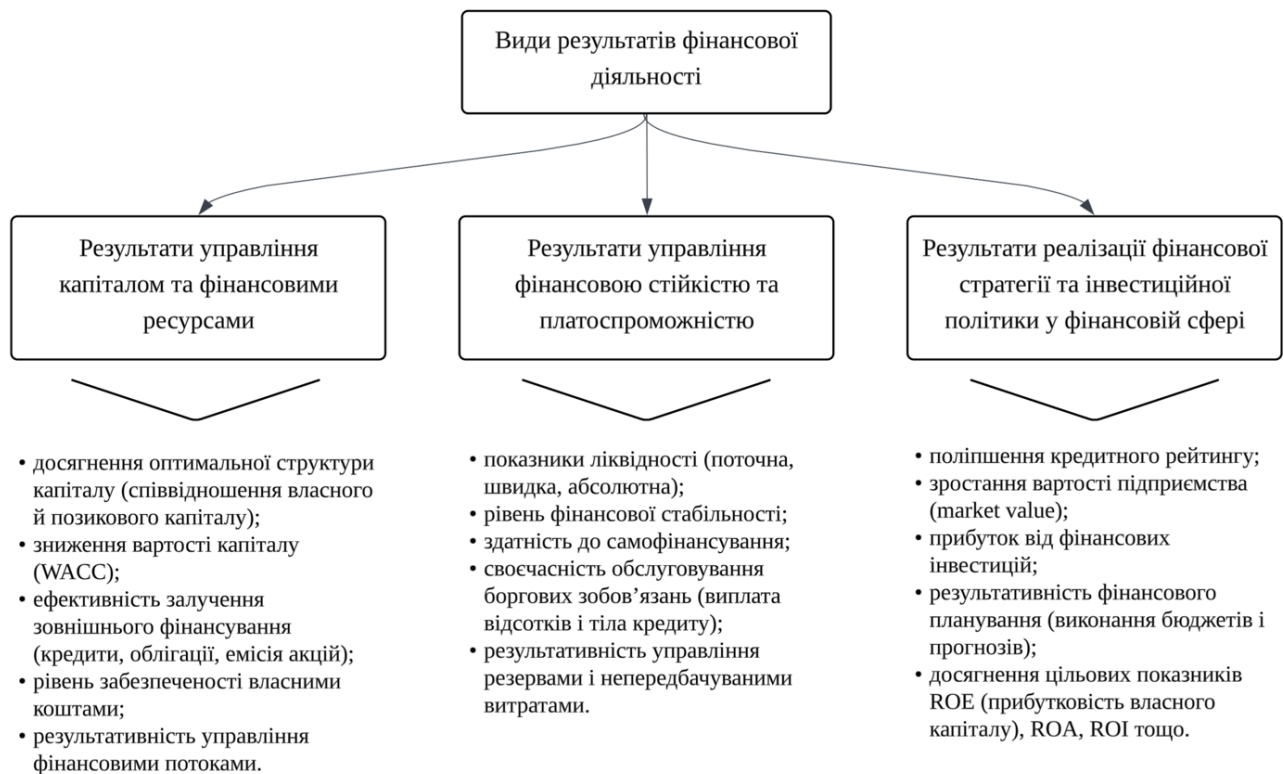 Види результатів фінансової
діяльності
Результати управління
капіталом та фінансовими
ресурсами
Результати управління
фінансовою стійкістю та
платоспроможністю
Результати реалізації фінансової
стратегії та інвестиційної
політики у фінансовій сфері
• досягнення оптимальної структури
капіталу (співвідношення власного
й позикового капіталу);
• зниження вартості капіталу
(WACC);
• ефективність залучення
зовнішнього фінансування
(кредити, облігації, емісія акцій);
• рівень забезпеченості власними
коштами;
• результативність управління
фінансовими потоками.
• показники ліквідності (поточна,
швидка, абсолютна);
• рівень фінансової стабільності;
• здатність до самофінансування;
• своєчасність обслуговування
боргових зобов’язань (виплата
відсотків і тіла кредиту);
• результативність управління
резервами і непередбачуваними
витратами.
• поліпшення кредитного рейтингу;
• зростання вартості підприємства
(market value);
• прибуток від фінансових
інвестицій;
• результативність фінансового
планування (виконання бюджетів і
прогнозів);
• досягнення цільових показників
ROE (прибутковість власного
капіталу), ROA, ROI тощо.